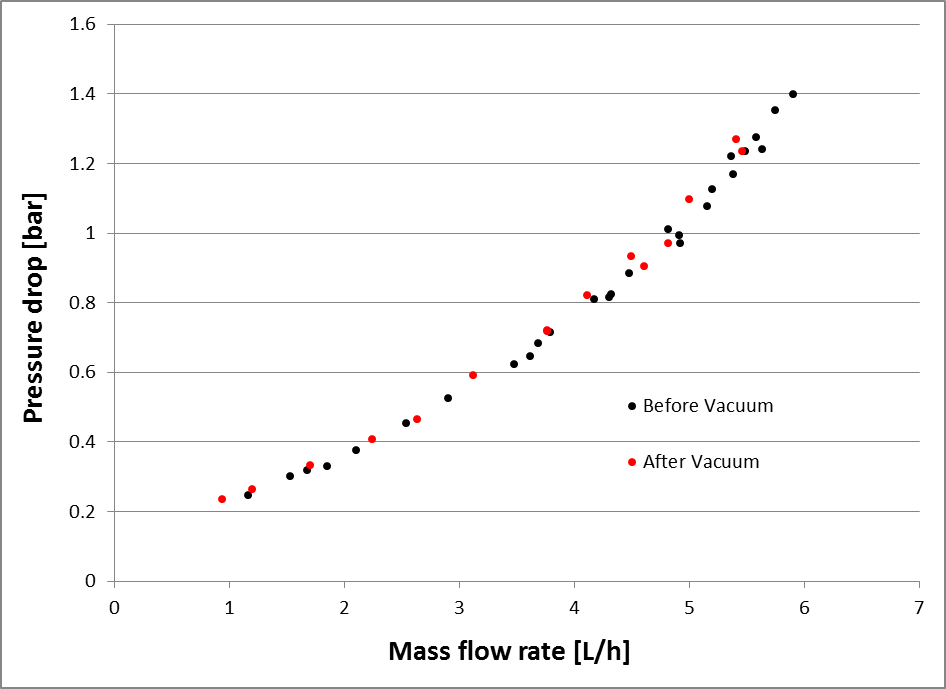 1.6
1.4
1.2
1
0.8
0.6
0.4
0.2
0
Pressure drop [bar]
Before Vacuum
After Vacuum
0 1 2 3 4 5 6 7
Mass flow rate [L/h]